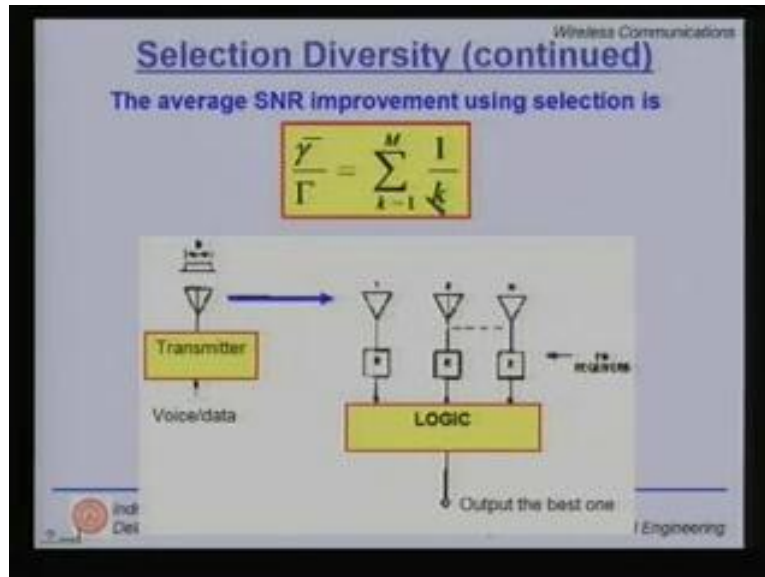 Wireless Communications
Selection Diversity (continued)
The average SNR improvement using selection is
γ̄/Γ = ∑_{k=1}^{M} 1/k
1
Transmitter
Voice/data
LOGIC
Output the best one
Engineering